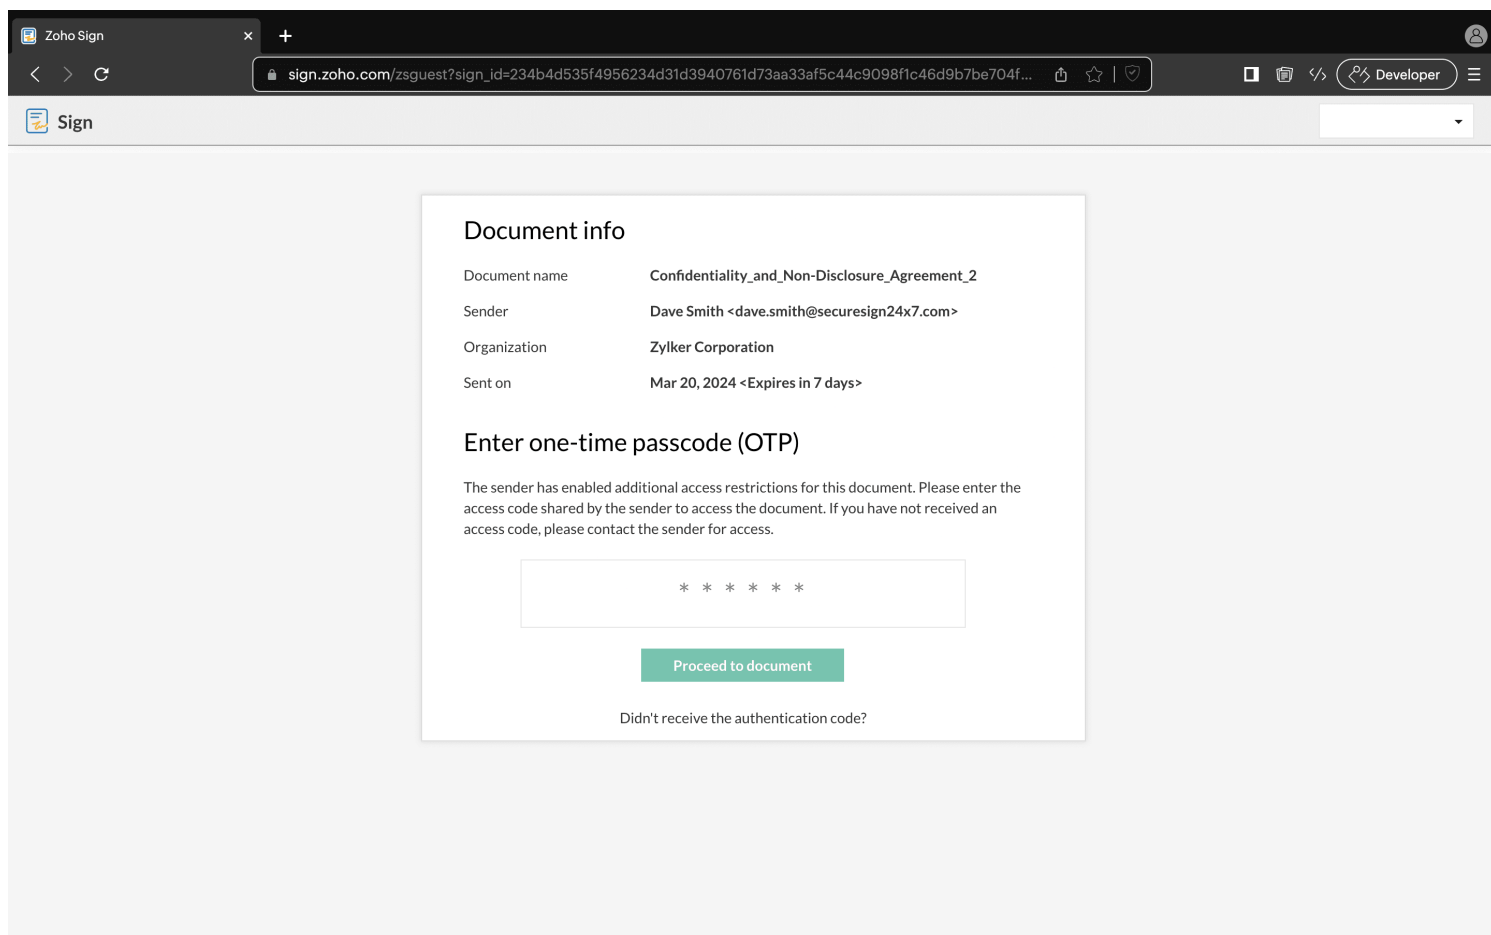 Zoho Sign
sign.zoho.com/zsguest?sign_id=234b4d535f4956234d31d3940761d73aa33af5c44c9098f1c46d9b7be704f...
Developer
Sign
Document info
Document name Confidentiality_and_Non-Disclosure_Agreement_2
Sender Dave Smith <dave.smith@securesign24x7.com>
Organization Zylker Corporation
Sent on Mar 20, 2024 <Expires in 7 days>
Enter one-time passcode (OTP)
The sender has enabled additional access restrictions for this document. Please enter the
access code shared by the sender to access the document. If you have not received an
access code, please contact the sender for access.
* * * * * *
Proceed to document
Didn't receive the authentication code?